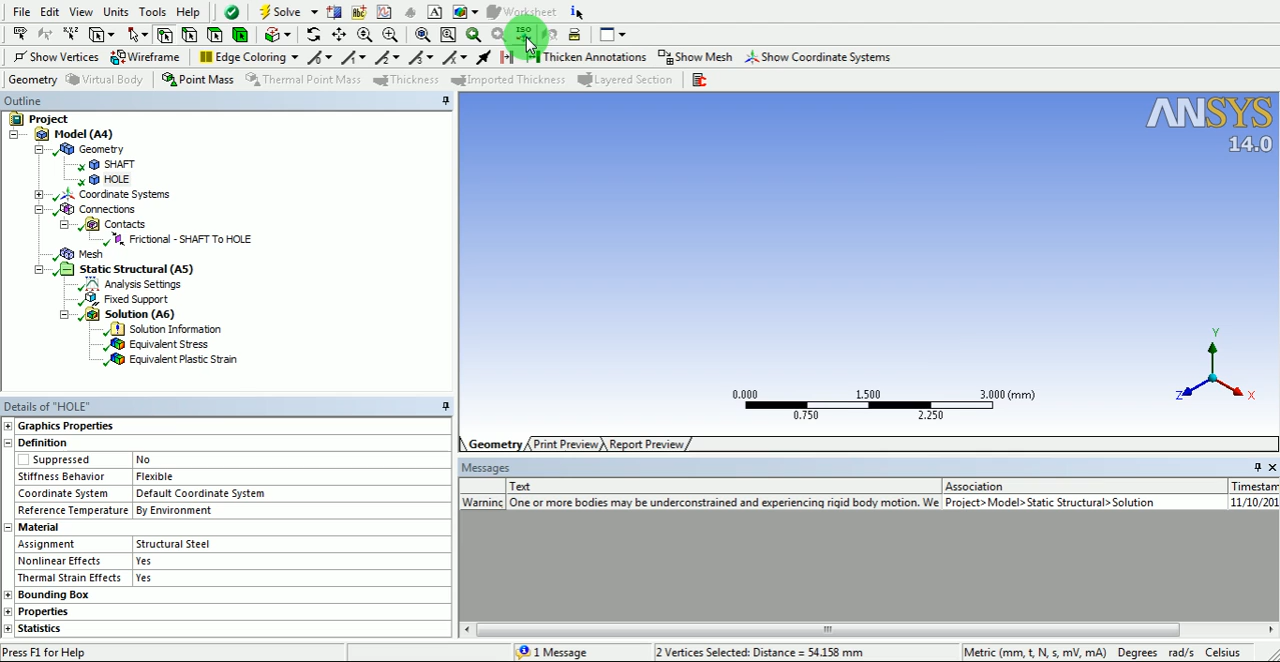 File Edit View Units Tools Help Solve Worksheet
ISO
Show Vertices Wireframe Edge Coloring Thicken Annotations Show Mesh Show Coordinate Systems
Geometry Virtual Body Point Mass Thermal Point Mass Thickness Imported Thickness Layered Section
Outline
Project
Model (A4)
Geometry
SHAFT
HOLE
Coordinate Systems
Connections
Contacts
Frictional - SHAFT To HOLE
Mesh
Static Structural (A5)
Analysis Settings
Fixed Support
Solution (A6)
Solution Information
Equivalent Stress
Equivalent Plastic Strain
Details of "HOLE"
Graphics Properties
Definition
Suppressed No
Stiffness Behavior Flexible
Coordinate System Default Coordinate System
Reference Temperature By Environment
Material
Assignment Structural Steel
Nonlinear Effects Yes
Thermal Strain Effects Yes
Bounding Box
Properties
Statistics
ANSYS
14.0
Y
Z X
0.000 1.500 3.000 (mm)
0.750 2.250
Geometry Print Preview Report Preview
Messages
Text Association Timestam
Warninc One or more bodies may be underconstrained and experiencing rigid body motion. We Project>Model>Static Structural>Solution 11/10/201
Press F1 for Help 1 Message 2 Vertices Selected: Distance = 54.158 mm Metric (mm, t, N, s, mV, mA) Degrees rad/s Celsius